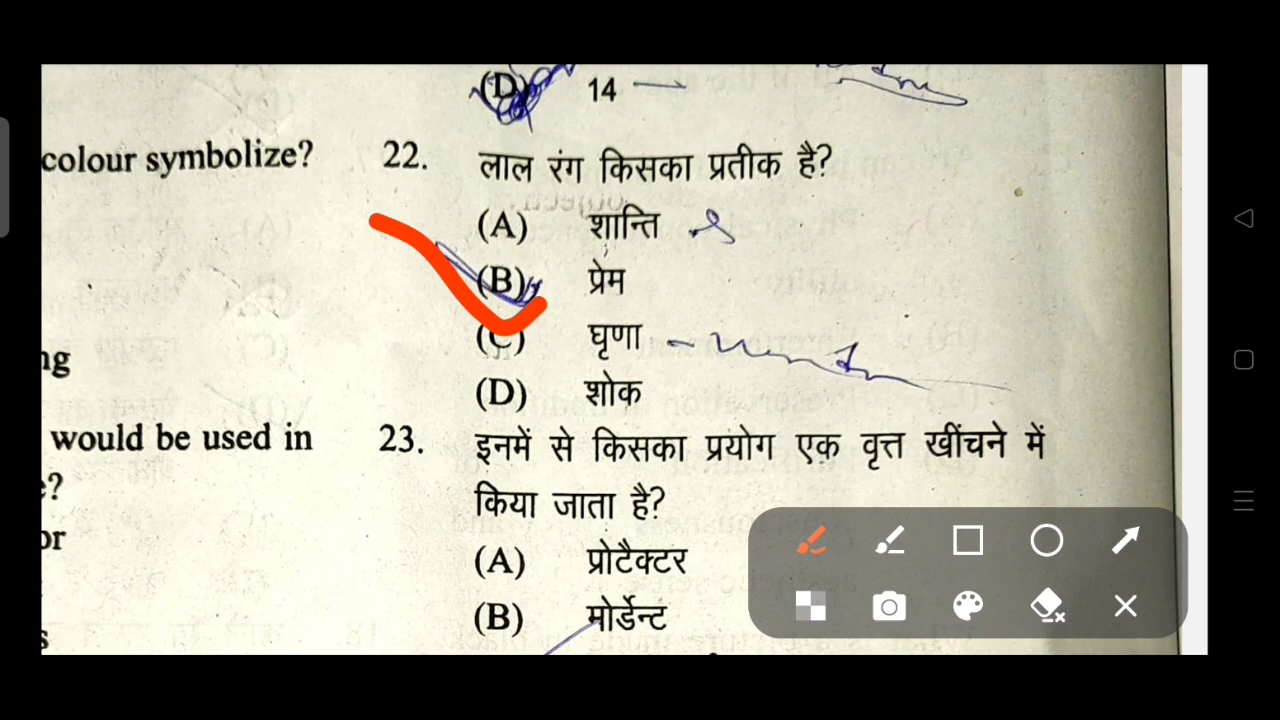 (D) 14
colour symbolize? 22. लाल रंग किसका प्रतीक है?
(A) शान्ति
(B) प्रेम
(C) घृणा
ng
(D) शोक
would be used in 23. इनमें से किसका प्रयोग एक वृत्त खींचने में
e? किया जाता है?
or
(A) प्रोटैक्टर
(B) मोर्डेन्ट
s